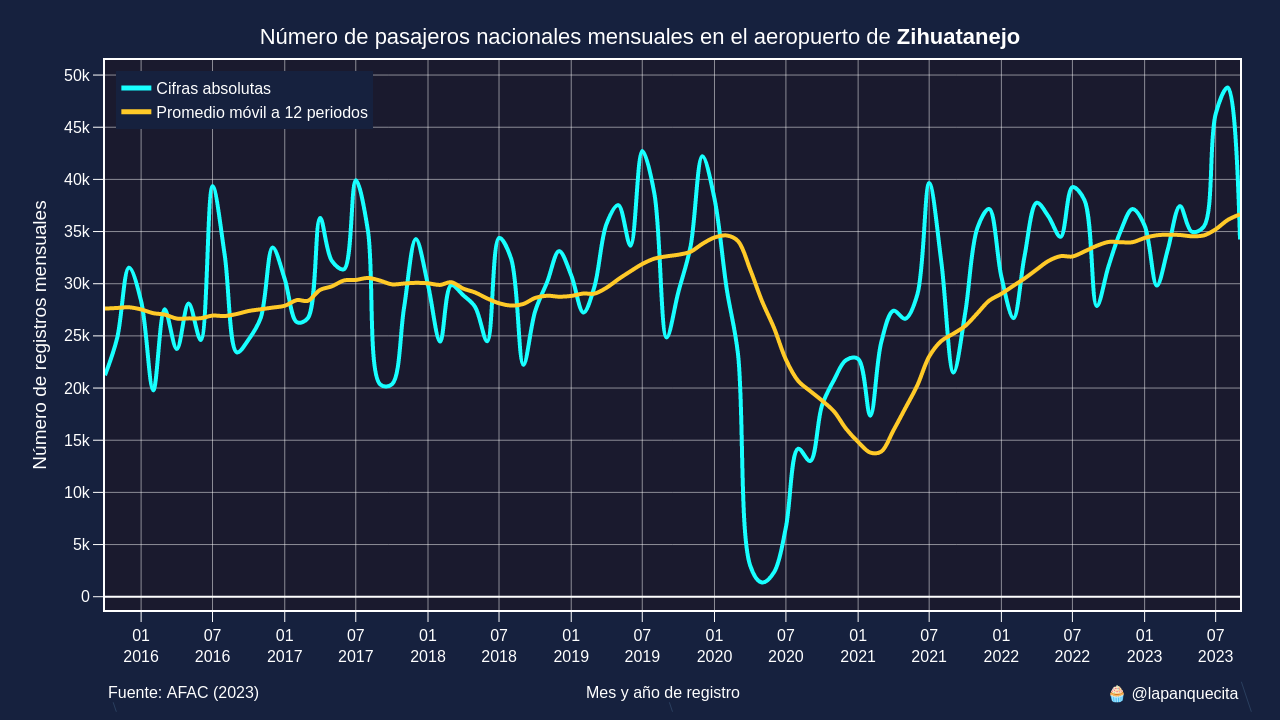 Número de pasajeros nacionales mensuales en el aeropuerto de Zihuatanejo
Cifras absolutas
Promedio móvil a 12 periodos
Número de registros mensuales
50k
45k
40k
35k
30k
25k
20k
15k
10k
5k
0
01 07 01 07 01 07 01 07 01 07 01 07 01 07 01 07
2016 2016 2017 2017 2018 2018 2019 2019 2020 2020 2021 2021 2022 2022 2023 2023
Fuente: AFAC (2023) Mes y año de registro 🧁 @lapanquecita